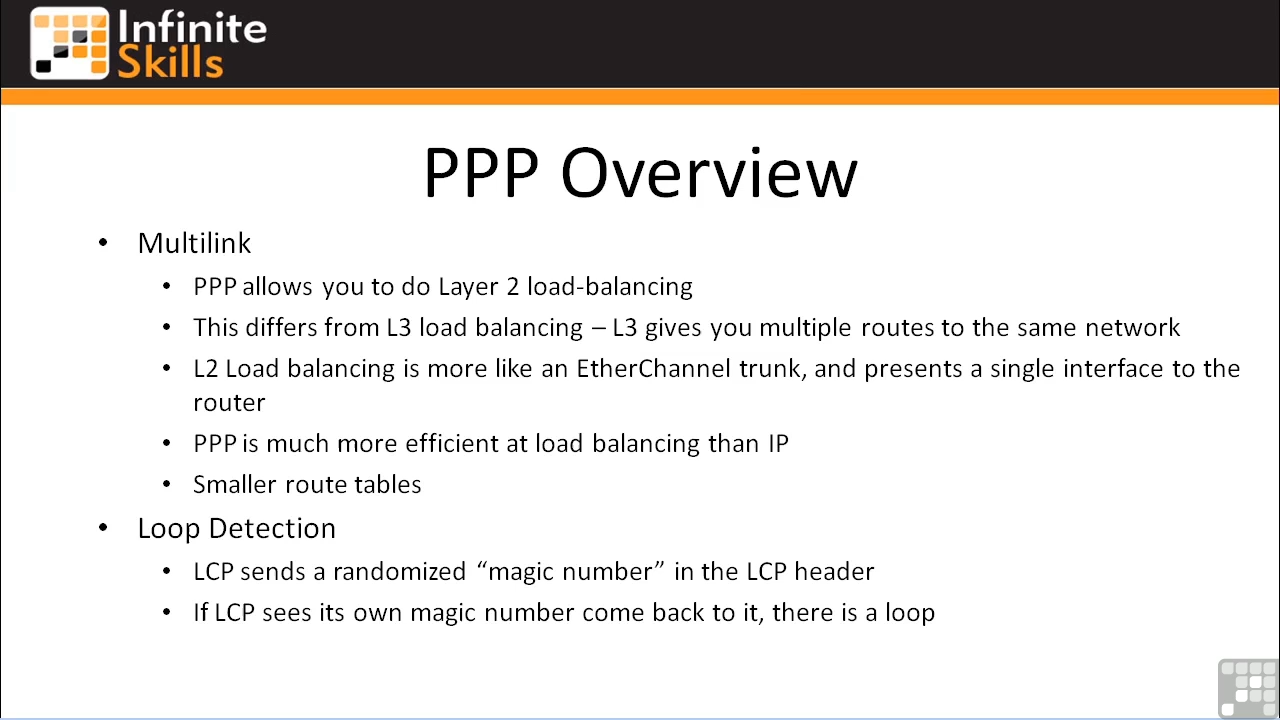 Infinite
Skills
PPP Overview
• Multilink
• PPP allows you to do Layer 2 load-balancing
• This differs from L3 load balancing – L3 gives you multiple routes to the same network
• L2 Load balancing is more like an EtherChannel trunk, and presents a single interface to the
router
• PPP is much more efficient at load balancing than IP
• Smaller route tables
• Loop Detection
• LCP sends a randomized “magic number” in the LCP header
• If LCP sees its own magic number come back to it, there is a loop